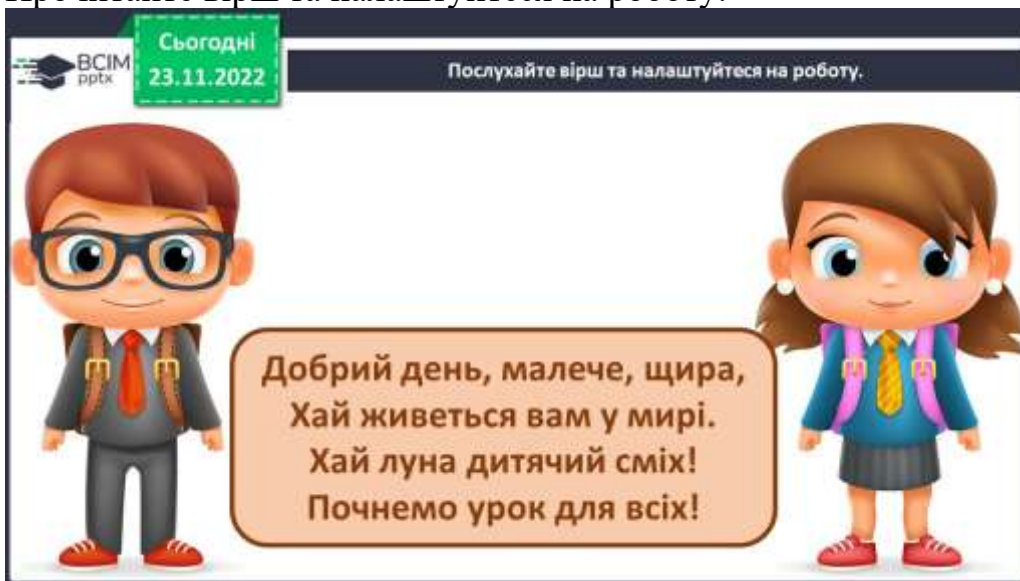 Сьогодні
23.11.2022
ВСІМ
pptx
Послухайте вірш та налаштуйтеся на роботу.
Добрий день, малече, щира,
Хай живеться вам у мирі.
Хай луна дитячий сміх!
Почнемо урок для всіх!